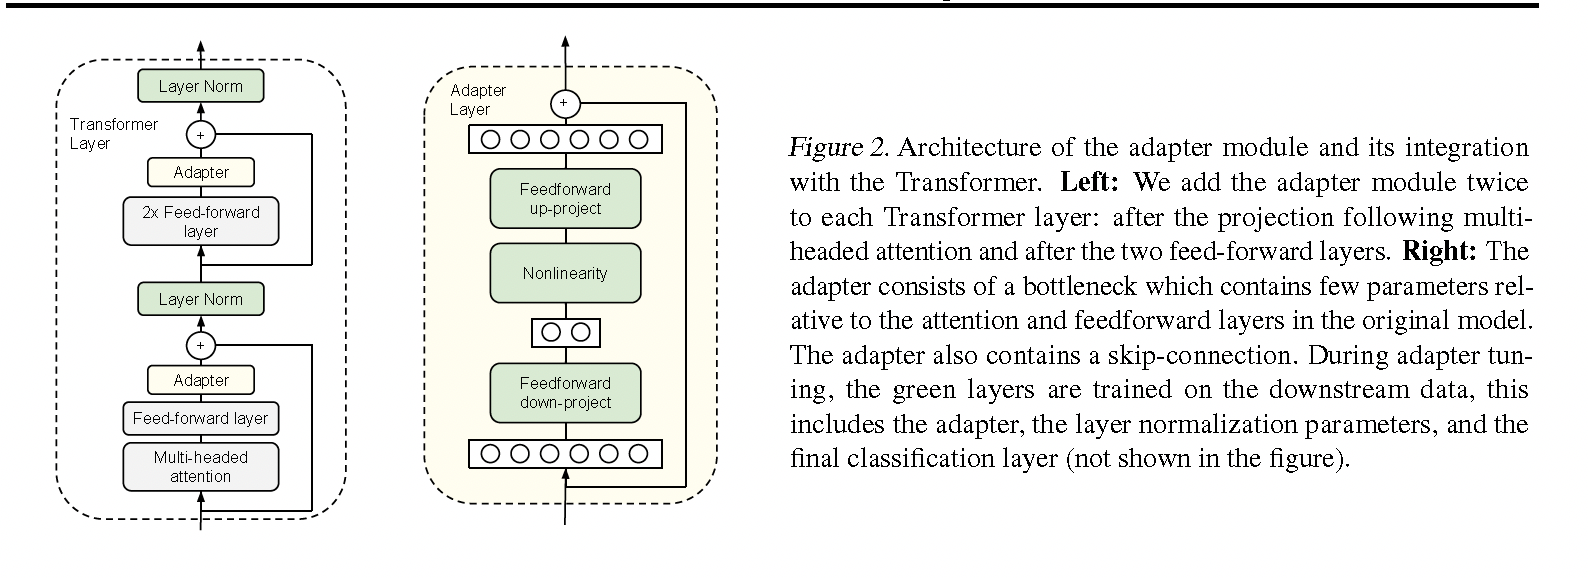 Layer Norm
Transformer
Layer
+
Adapter
2x Feed-forward
layer
Layer Norm
+
Adapter
Feed-forward layer
Multi-headed
attention
Adapter
Layer
+
Feedforward
up-project
Nonlinearity
Feedforward
down-project
Figure 2. Architecture of the adapter module and its integration
with the Transformer. Left: We add the adapter module twice
to each Transformer layer: after the projection following multi-
headed attention and after the two feed-forward layers. Right: The
adapter consists of a bottleneck which contains few parameters rel-
ative to the attention and feedforward layers in the original model.
The adapter also contains a skip-connection. During adapter tun-
ing, the green layers are trained on the downstream data, this
includes the adapter, the layer normalization parameters, and the
final classification layer (not shown in the figure).